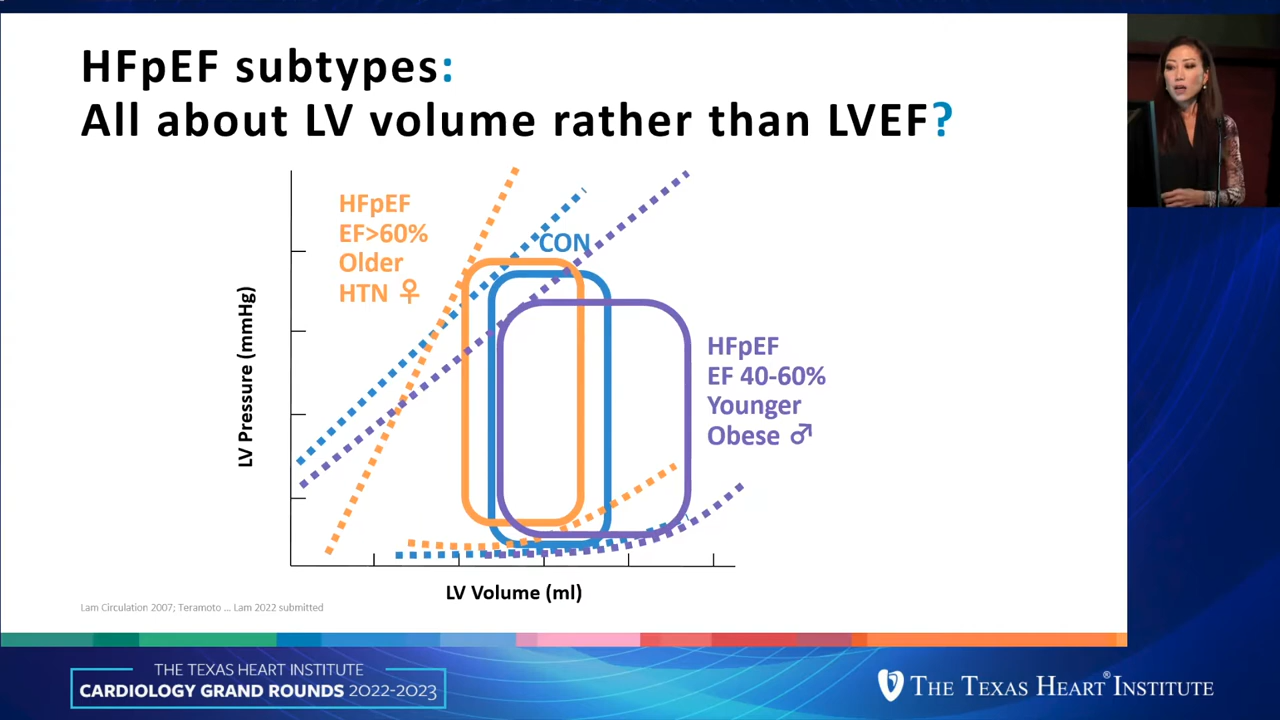 HFpEF subtypes:
All about LV volume rather than LVEF?
HFpEF
EF>60%
Older
HTN ♀
CON
HFpEF
EF 40-60%
Younger
Obese ♂
LV Pressure (mmHg)
LV Volume (ml)
Lam Circulation 2007; Teramoto ... Lam 2022 submitted
THE TEXAS HEART INSTITUTE
CARDIOLOGY GRAND ROUNDS 2022-2023
THE TEXAS HEART® INSTITUTE